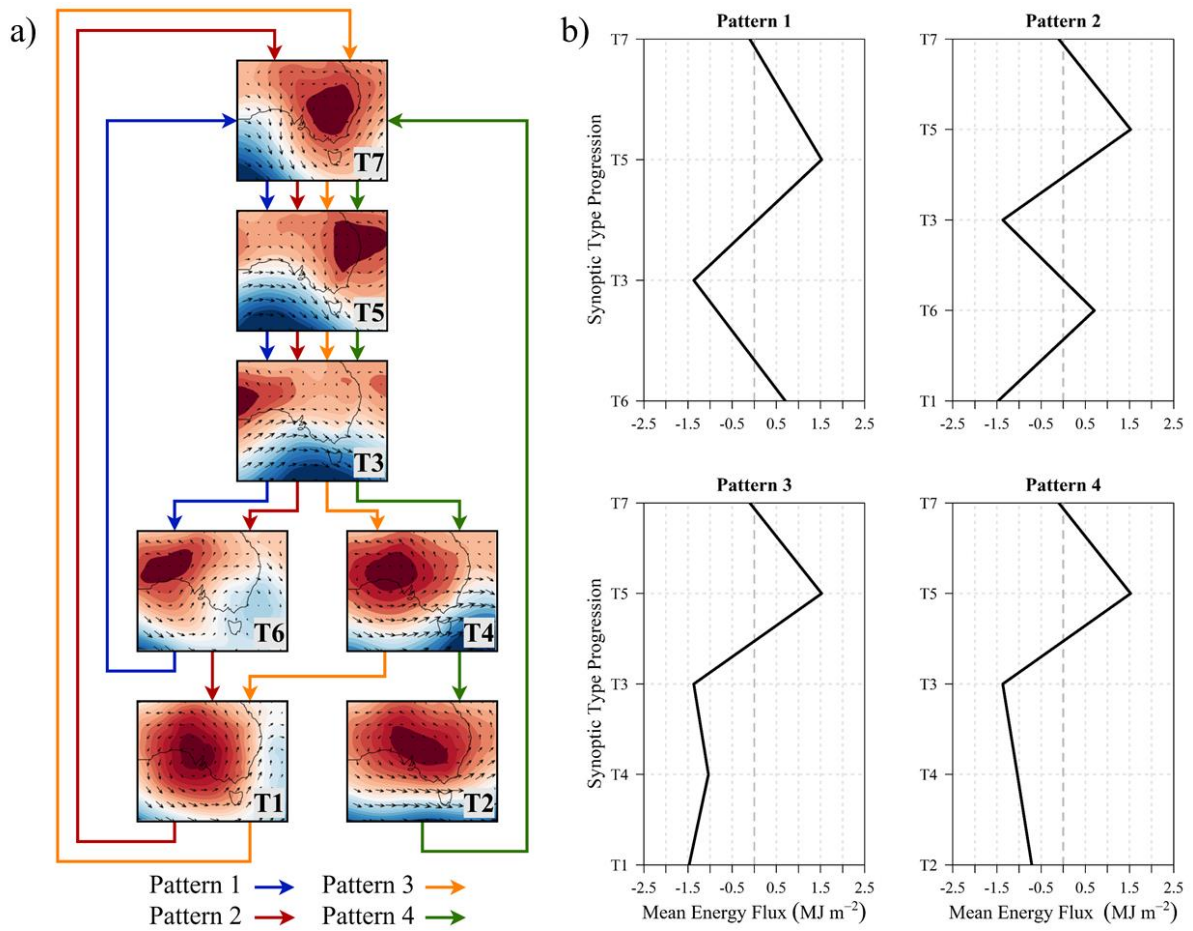 a)
T7
T5
T3
T6
T4
T1
T2
Pattern 1
Pattern 3
Pattern 2
Pattern 4
b)
Pattern 1
Synoptic Type Progression
T7
T5
T3
T6
-2.5 -1.5 -0.5 0.5 1.5 2.5
Pattern 2
T7
T5
T3
T6
T1
-2.5 -1.5 -0.5 0.5 1.5 2.5
Pattern 3
Synoptic Type Progression
T7
T5
T3
T4
T1
-2.5 -1.5 -0.5 0.5 1.5 2.5
Mean Energy Flux (MJ m⁻²)
Pattern 4
T7
T5
T3
T4
T2
-2.5 -1.5 -0.5 0.5 1.5 2.5
Mean Energy Flux (MJ m⁻²)